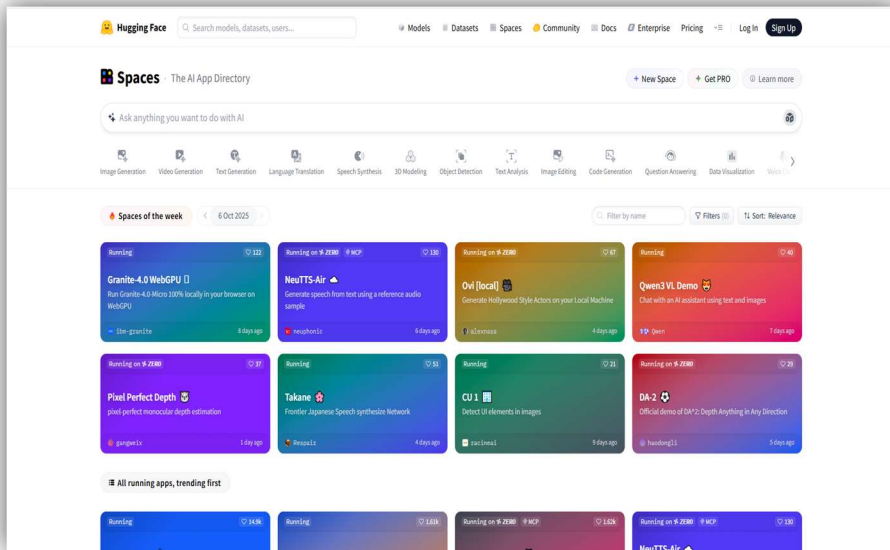 Hugging Face
Search models, datasets, users...
Models
Datasets
Spaces
Community
Docs
Enterprise
Pricing
Log In
Sign Up
Spaces · The AI App Directory
+ New Space
Get PRO
Learn more
Ask anything you want to do with AI
Image Generation
Video Generation
Text Generation
Language Translation
Speech Synthesis
3D Modeling
Object Detection
Text Analysis
Image Editing
Code Generation
Question Answering
Data Visualization
Spaces of the week
6 Oct 2025
Filter by name
Filters (0)
Sort: Relevance
Running
122
Granite-4.0 WebGPU
Run Granite-4.0-Micro 100% locally in your browser on
WebGPU
ibm-granite
8 days ago
Running on ZERO
MCP
130
NeuTTS-Air
Generate speech from text using a reference audio
sample
neuphonic
6 days ago
Running on ZERO
67
Ovi [local]
Generate Hollywood Style Actors on your Local Machine
alexnasa
4 days ago
Running
40
Qwen3 VL Demo
Chat with an AI assistant using text and images
Qwen
7 days ago
Running on ZERO
37
Pixel Perfect Depth
pixel-perfect monocular depth estimation
gangweix
1 day ago
Running
51
Takane
Frontier Japanese Speech synthesize Network
Respair
4 days ago
Running
21
CU 1
Detect UI elements in images
racineai
9 days ago
Running on ZERO
29
DA-2
Official demo of DA^2: Depth Anything in Any Direction
haodongli
5 days ago
All running apps, trending first
Running
14.9k
Running
1.61k
Running on ZERO
MCP
1.62k
Running on ZERO
MCP
130
NeuTTS-Air